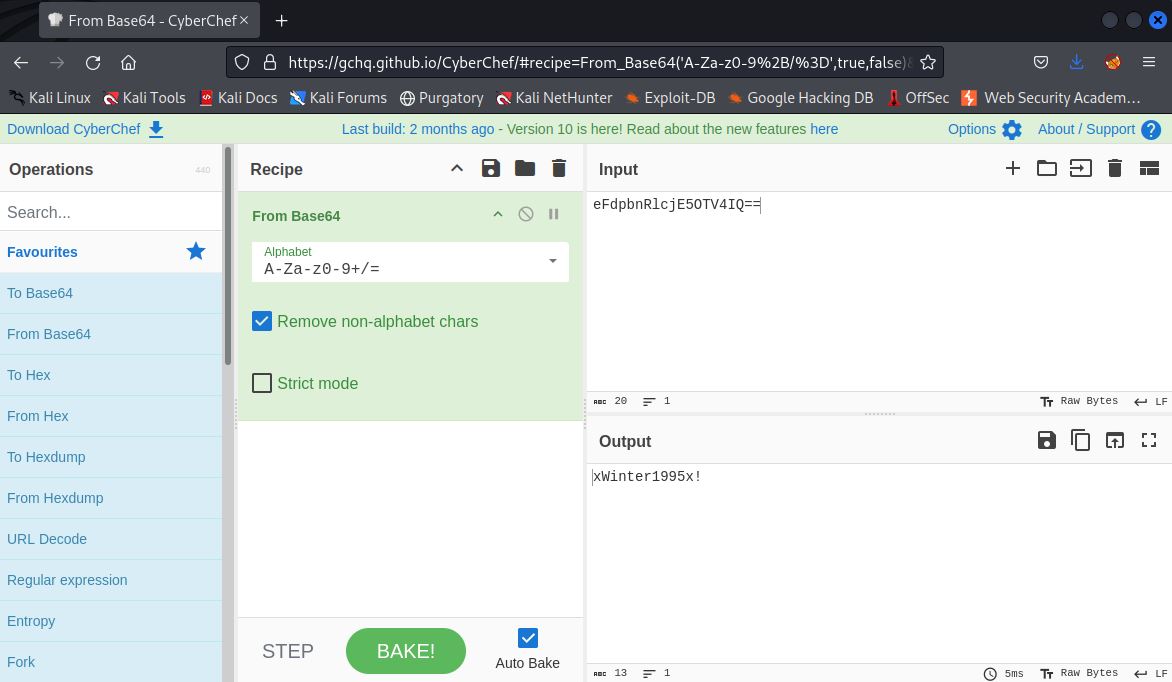 From Base64 - CyberChef × +
https://gchq.github.io/CyberChef/#recipe=From_Base64('A-Za-z0-9%2B/%3D',true,false)
Kali Linux Kali Tools Kali Docs Kali Forums Purgatory Kali NetHunter Exploit-DB Google Hacking DB OffSec Web Security Academ…
Download CyberChef Last build: 2 months ago - Version 10 is here! Read about the new features here Options About / Support ?
Operations 440
Search...
Favourites
To Base64
From Base64
To Hex
From Hex
To Hexdump
From Hexdump
URL Decode
Regular expression
Entropy
Fork
Recipe
From Base64
Alphabet
A-Za-z0-9+/=
Remove non-alphabet chars
Strict mode
STEP BAKE! Auto Bake
Input
eFdpbnRlcjE5OTV4IQ==
ABC 20 1 Tт Raw Bytes LF
Output
xWinter1995x!
ABC 13 1 5ms Tт Raw Bytes LF